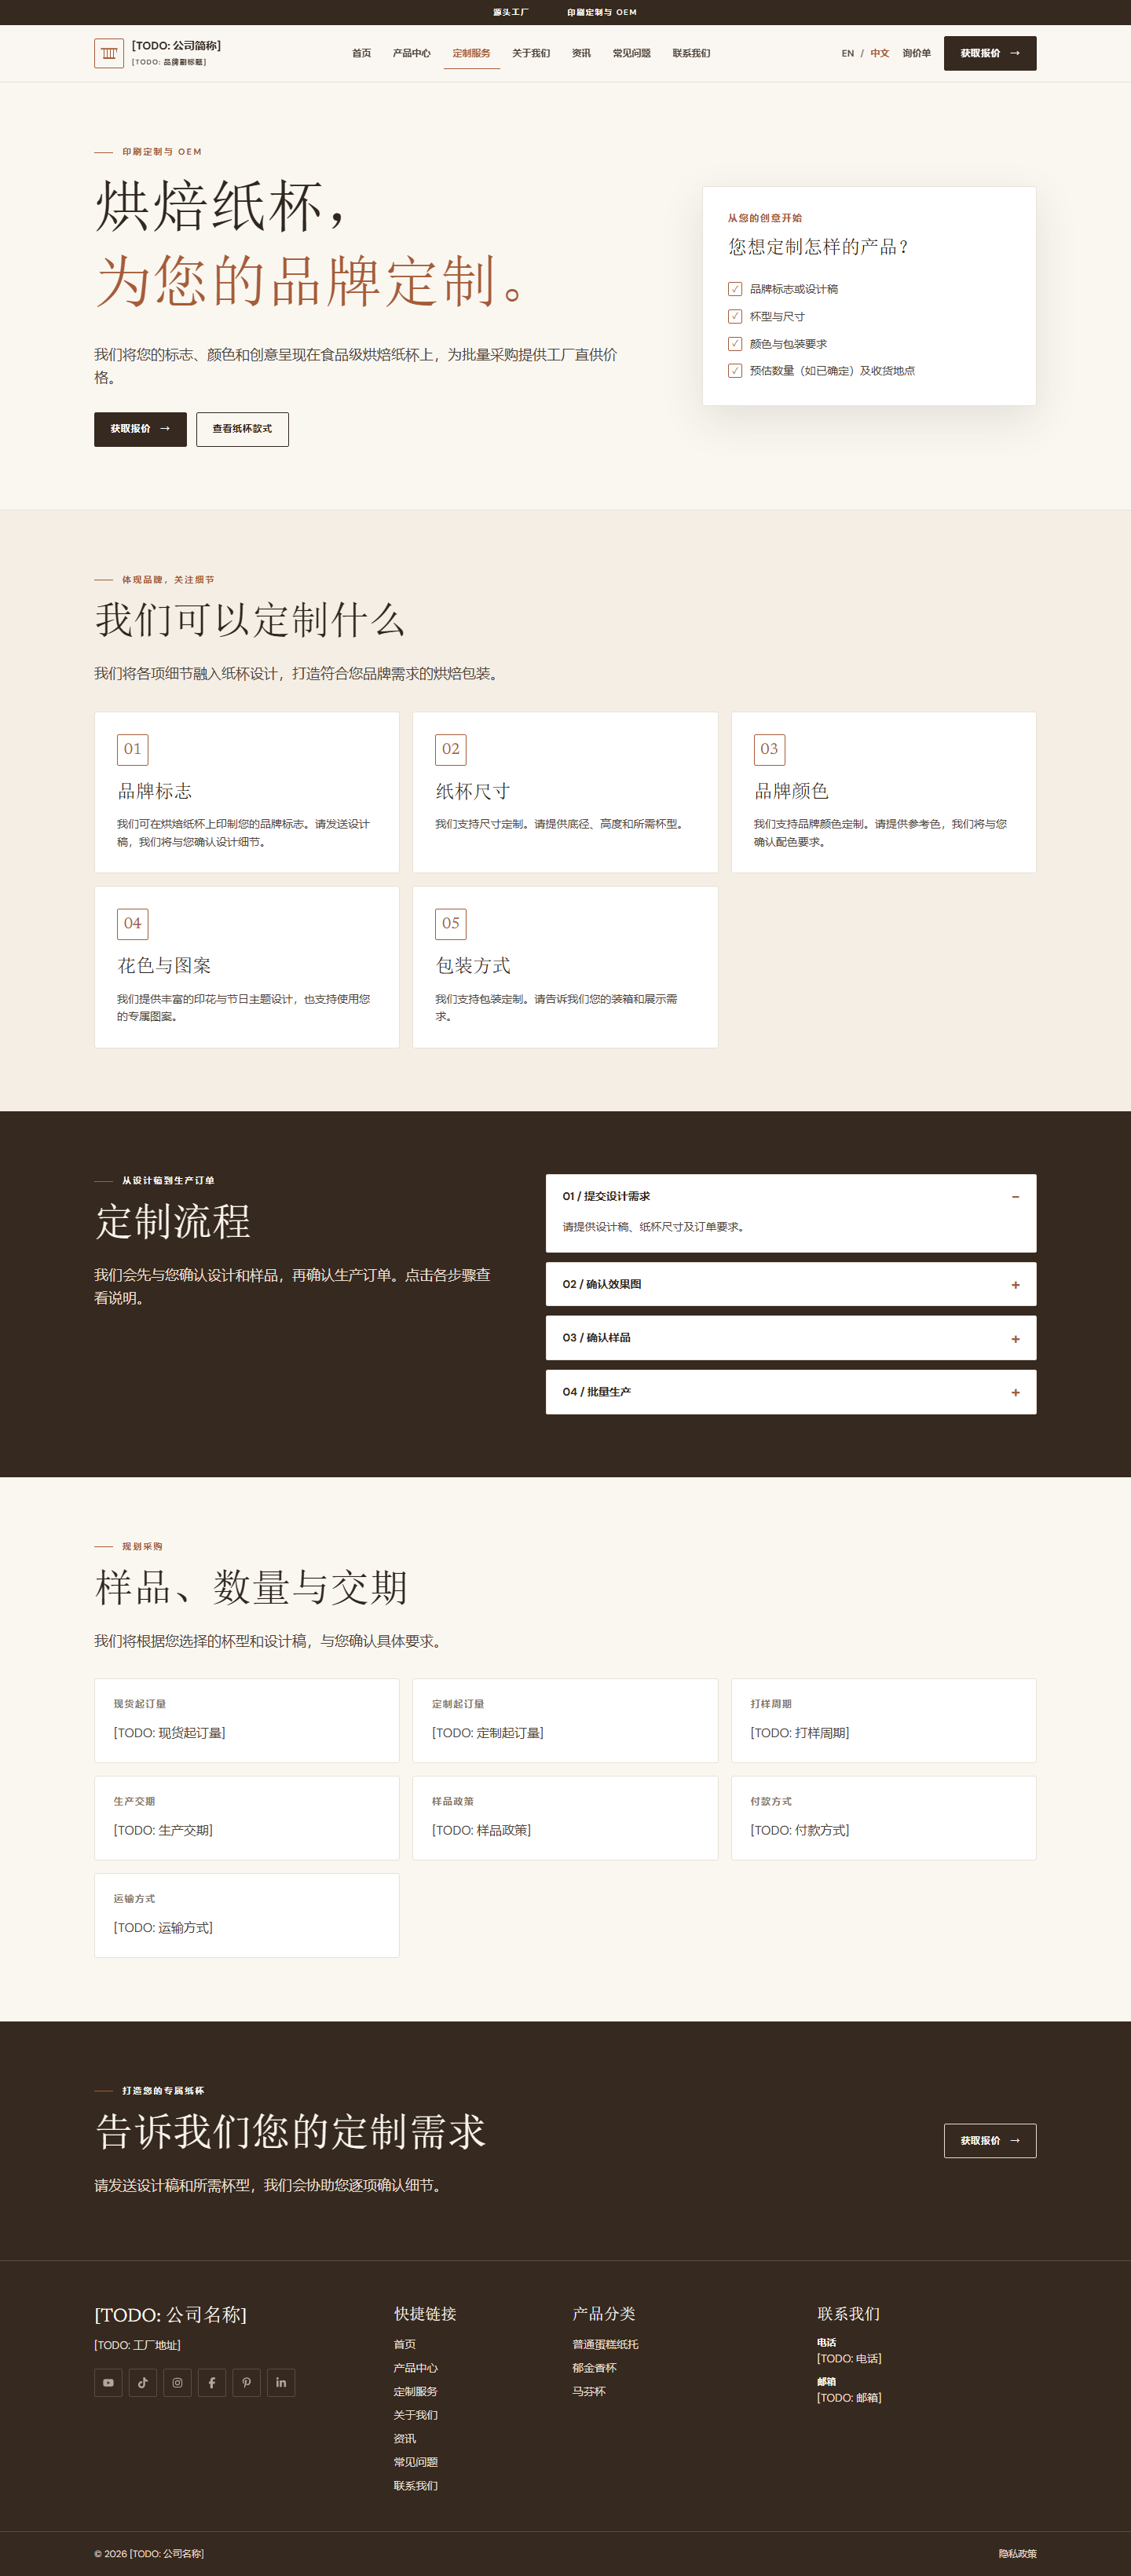 源头工厂 印刷定制与 OEM
[TODO: 公司简称]
[TODO: 品牌副标题]
首页 产品中心 定制服务 关于我们 资讯 常见问题 联系我们
EN / 中文 询价单 获取报价 →
印刷定制与 OEM
烘焙纸杯，
为您的品牌定制。
我们将您的标志、颜色和创意呈现在食品级烘焙纸杯上，为批量采购提供工厂直供价
格。
获取报价 → 查看纸杯款式
从您的创意开始
您想定制怎样的产品？
品牌标志或设计稿
杯型与尺寸
颜色与包装要求
预估数量（如已确定）及收货地点
体现品牌，关注细节
我们可以定制什么
我们将各项细节融入纸杯设计，打造符合您品牌需求的烘焙包装。
01
品牌标志
我们可在烘焙纸杯上印制您的品牌标志。请发送设计
稿，我们将与您确认设计细节。
02
纸杯尺寸
我们支持尺寸定制。请提供底径、高度和所需杯型。
03
品牌颜色
我们支持品牌颜色定制。请提供参考色，我们将与您
确认配色要求。
04
花色与图案
我们提供丰富的印花与节日主题设计，也支持使用您
的专属图案。
05
包装方式
我们支持包装定制。请告诉我们您的装箱和展示需
求。
从设计稿到生产订单
定制流程
我们会先与您确认设计和样品，再确认生产订单。点击各步骤查
看说明。
01 / 提交设计需求 −
请提供设计稿、纸杯尺寸及订单要求。
02 / 确认效果图 +
03 / 确认样品 +
04 / 批量生产 +
规划采购
样品、数量与交期
我们将根据您选择的杯型和设计稿，与您确认具体要求。
现货起订量
[TODO: 现货起订量]
定制起订量
[TODO: 定制起订量]
打样周期
[TODO: 打样周期]
生产交期
[TODO: 生产交期]
样品政策
[TODO: 样品政策]
付款方式
[TODO: 付款方式]
运输方式
[TODO: 运输方式]
打造您的专属纸杯
告诉我们您的定制需求
请发送设计稿和所需杯型，我们会协助您逐项确认细节。
获取报价 →
[TODO: 公司名称]
[TODO: 工厂地址]
快捷链接
首页
产品中心
定制服务
关于我们
资讯
常见问题
联系我们
产品分类
普通蛋糕纸托
郁金香杯
马芬杯
联系我们
电话
[TODO: 电话]
邮箱
[TODO: 邮箱]
© 2026 [TODO: 公司名称]
隐私政策